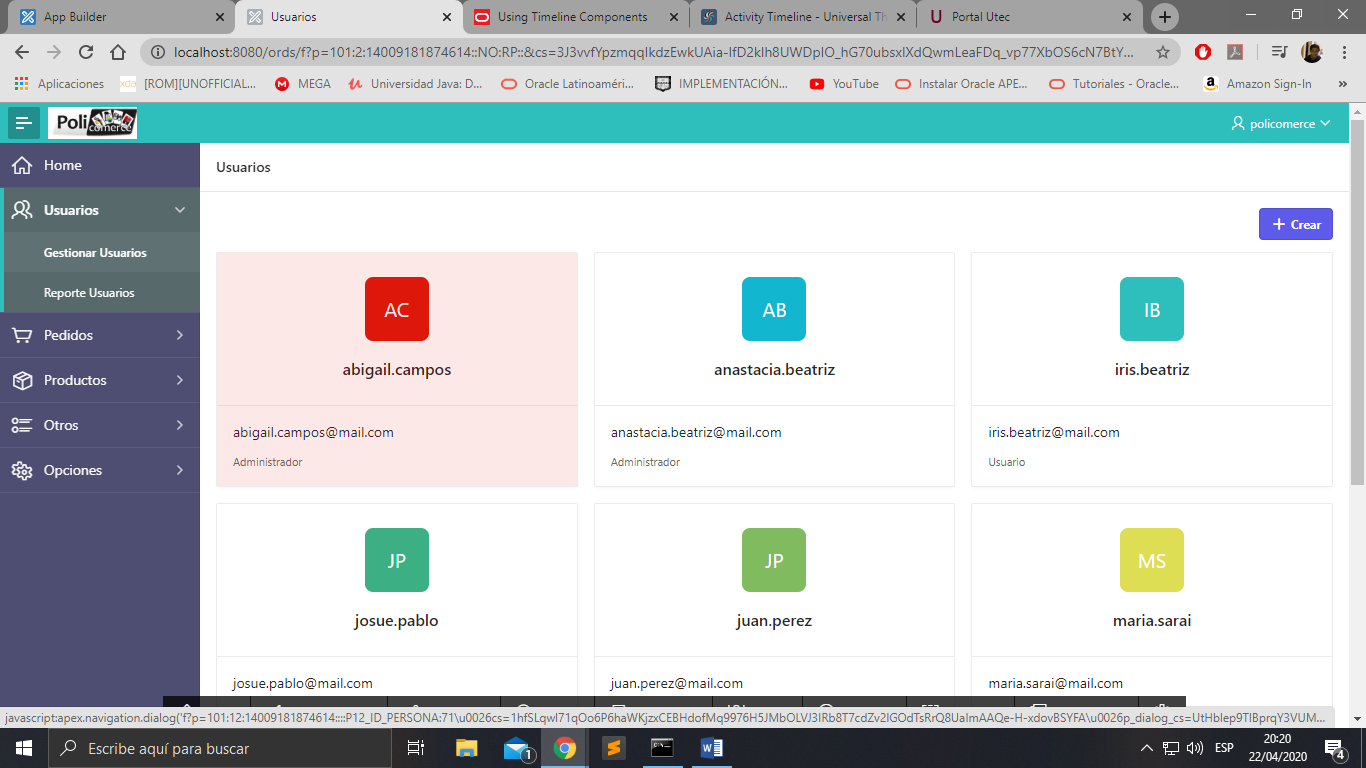 App Builder
Usuarios
Using Timeline Components
Activity Timeline - Universal Th
Portal Utec
localhost:8080/ords/f?p=101:2:14009181874614::NO:RP::&cs=3J3vvfYpzmqqIkdzEwkUAia-IfD2kIh8UWDpIO_hG70ubsxlXdQwmLeaFDq_vp77XbOS6cN7BtY...
Aplicaciones
[ROM][UNOFFICIAL...
MEGA
Universidad Java: D...
Oracle Latinoaméri...
IMPLEMENTACIÓN...
YouTube
Instalar Oracle APE...
Tutoriales - Oracle...
Amazon Sign-In
Policomerce
policomerce
Home
Usuarios
Gestionar Usuarios
Reporte Usuarios
Pedidos
Productos
Otros
Opciones
Usuarios
Crear
AC
abigail.campos
abigail.campos@mail.com
Administrador
AB
anastacia.beatriz
anastacia.beatriz@mail.com
Administrador
IB
iris.beatriz
iris.beatriz@mail.com
Usuario
JP
josue.pablo
josue.pablo@mail.com
JP
juan.perez
juan.perez@mail.com
MS
maria.sarai
maria.sarai@mail.com
javascript:apex.navigation.dialog('f?p=101:12:14009181874614::::P12_ID_PERSONA:71\u0026cs=1hfSLqwl71qOo6P6haWKjzxCEBHdofMq9976H5JMbOLVJ3IRb8T7cdZv2lGOdTsRrQ8UaImAAQe-H-xdovBSYFA\u0026p_dialog_cs=UtHblep9TIBprqY3VUM...
Escribe aquí para buscar
1
ESP
20:20
22/04/2020
4